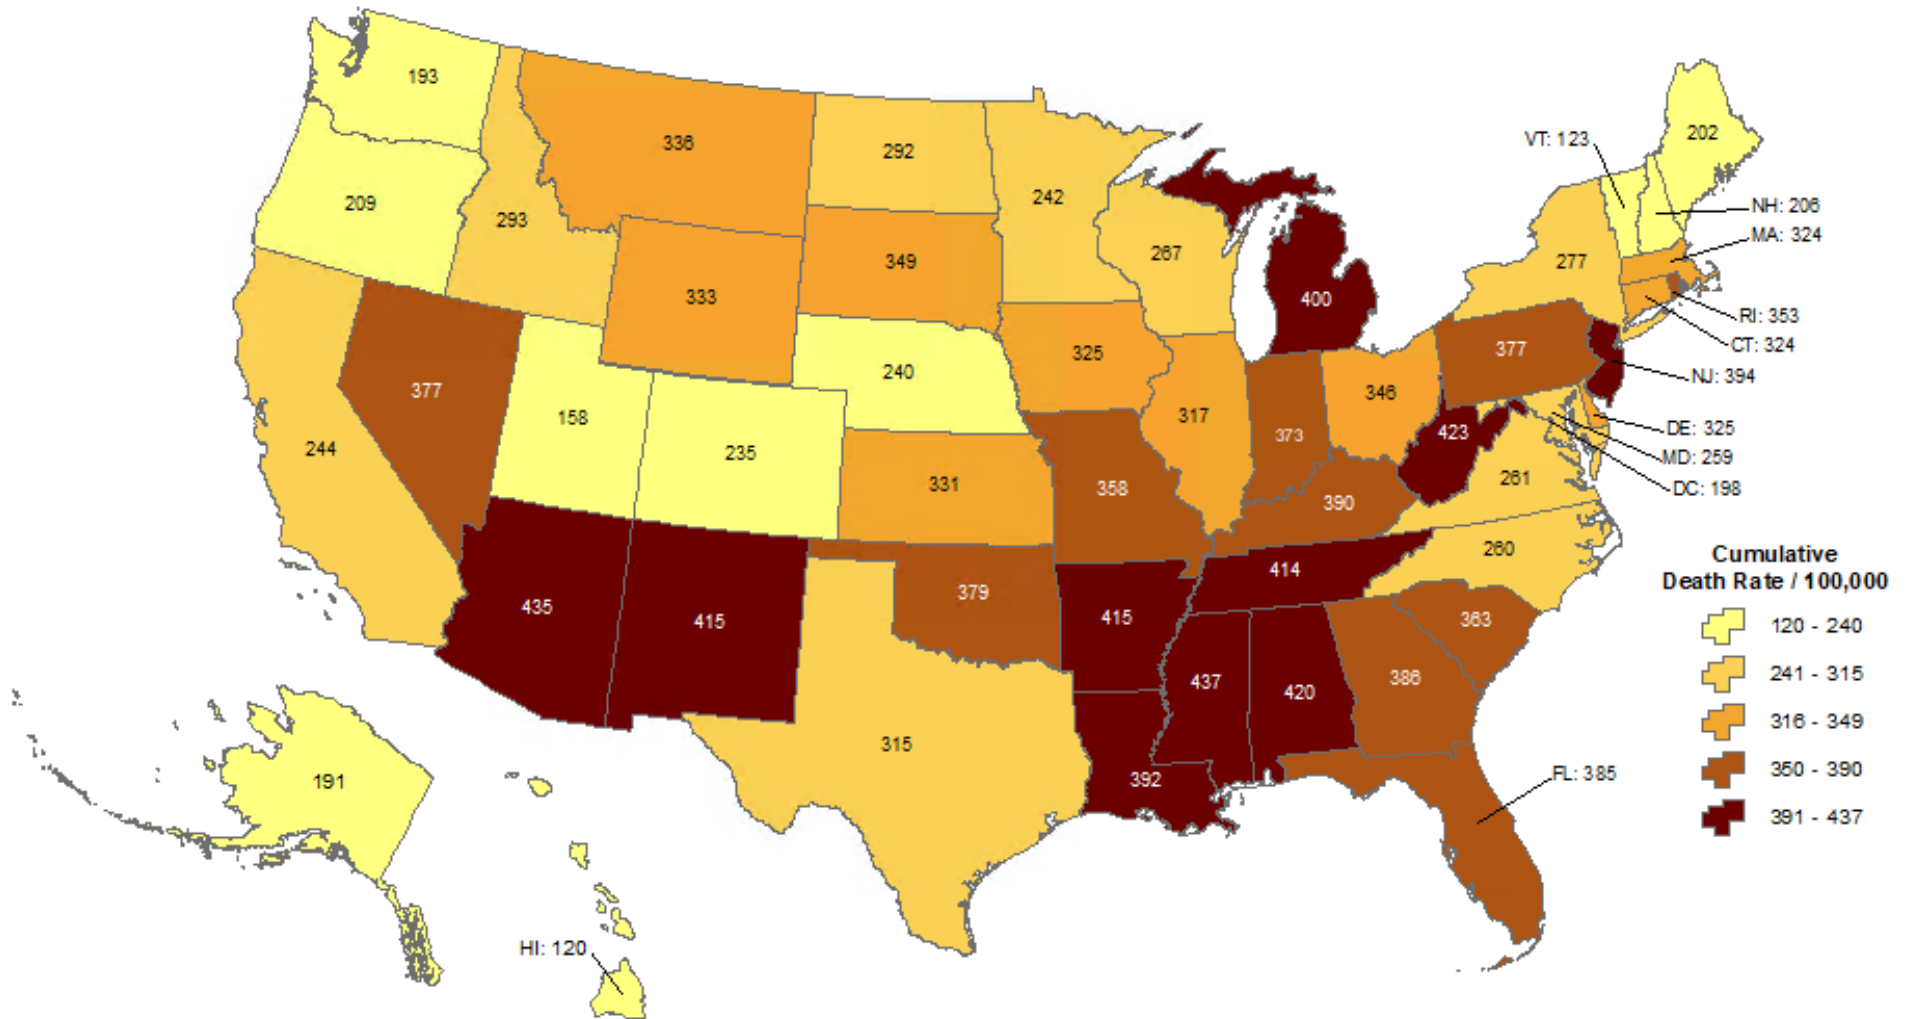 193
336
292
242
VT: 123
202
209
293
349
267
277
NH: 206
MA: 324
333
400
RI: 353
CT: 324
NJ: 394
377
158
235
240
325
317
373
346
377
423
DE: 325
MD: 259
DC: 198
244
331
358
390
261
260
435
415
379
415
414
363
437
420
386
392
315
FL: 385
191
HI: 120
Cumulative
Death Rate / 100,000
120 - 240
241 - 315
316 - 349
350 - 390
391 - 437